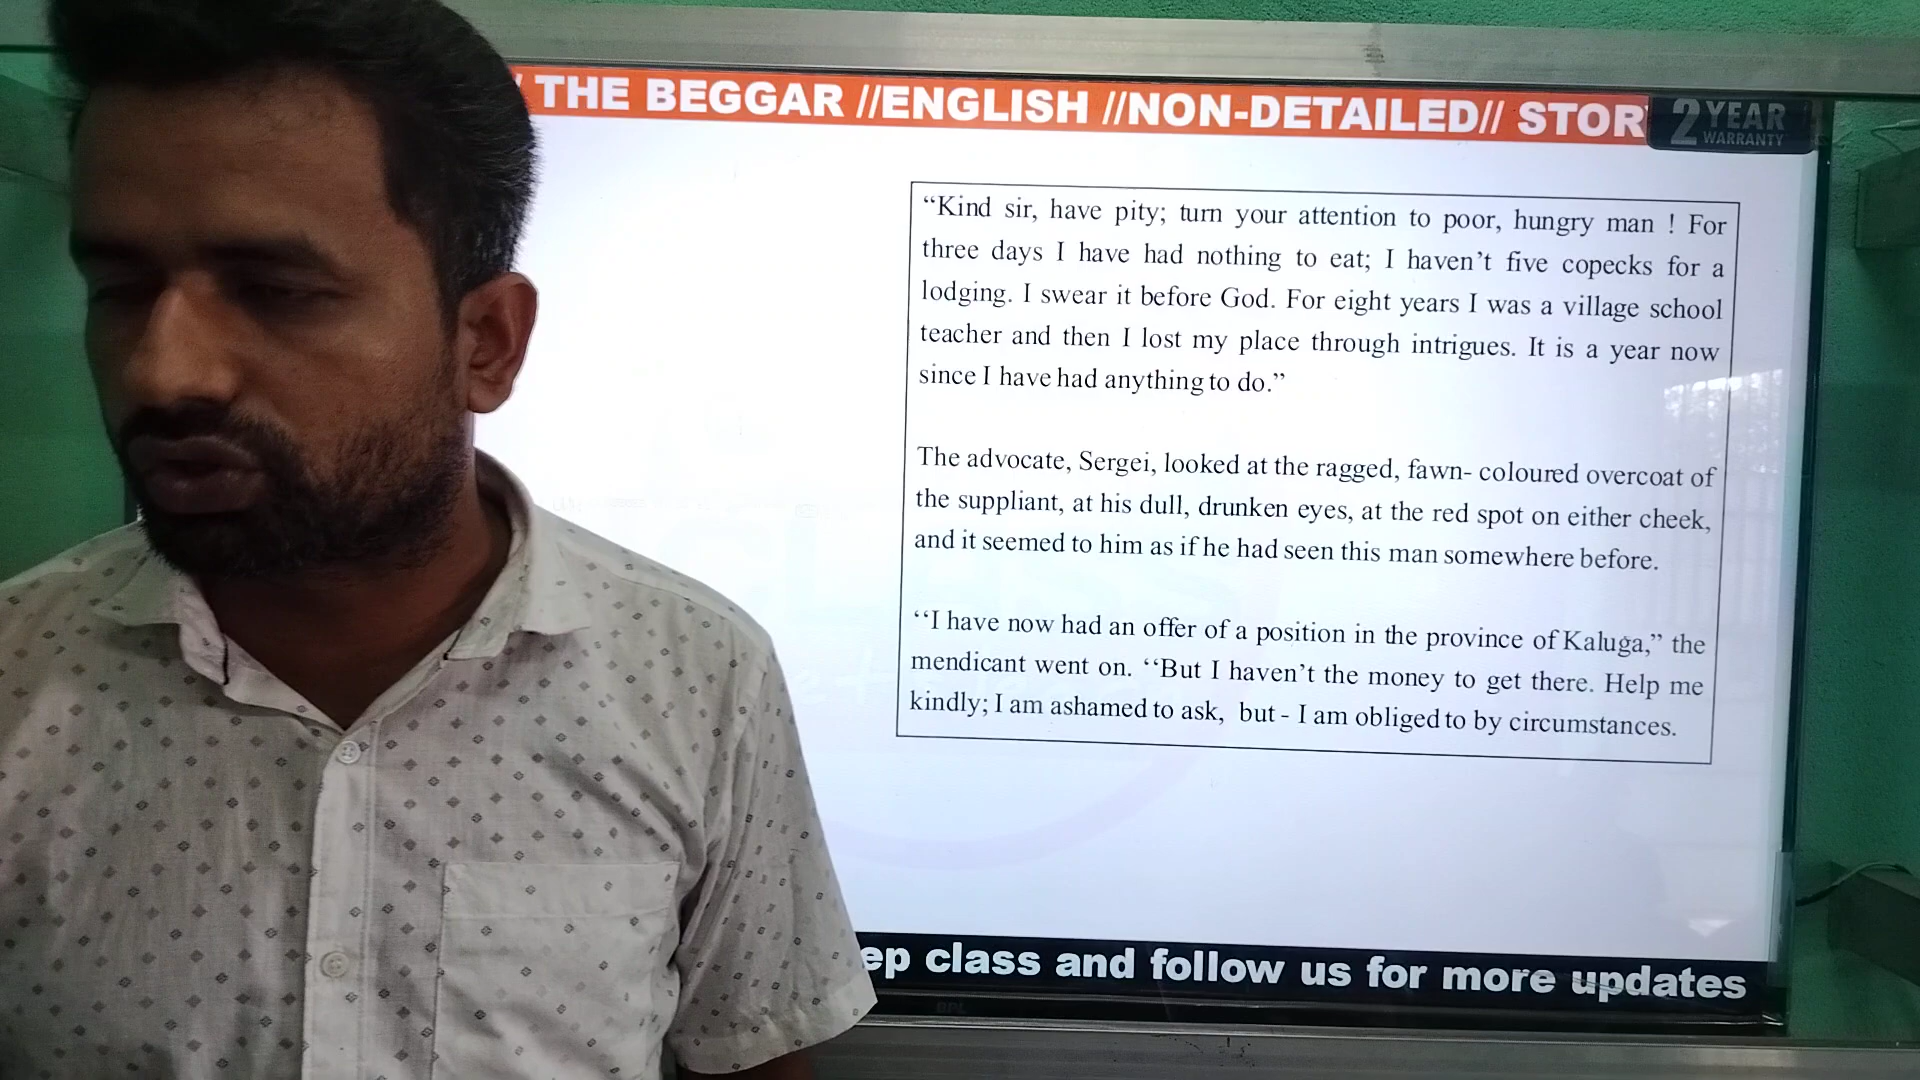 THE BEGGAR //ENGLISH //NON-DETAILED// STOR
2 YEAR
WARRANTY
“Kind sir, have pity; turn your attention to poor, hungry man ! For
three days I have had nothing to eat; I haven’t five copecks for a
lodging. I swear it before God. For eight years I was a village school
teacher and then I lost my place through intrigues. It is a year now
since I have had anything to do.”
The advocate, Sergei, looked at the ragged, fawn- coloured overcoat of
the suppliant, at his dull, drunken eyes, at the red spot on either cheek,
and it seemed to him as if he had seen this man somewhere before.
‘‘I have now had an offer of a position in the province of Kaluga,” the
mendicant went on. ‘‘But I haven’t the money to get there. Help me
kindly; I am ashamed to ask, but - I am obliged to by circumstances.
ep class and follow us for more updates